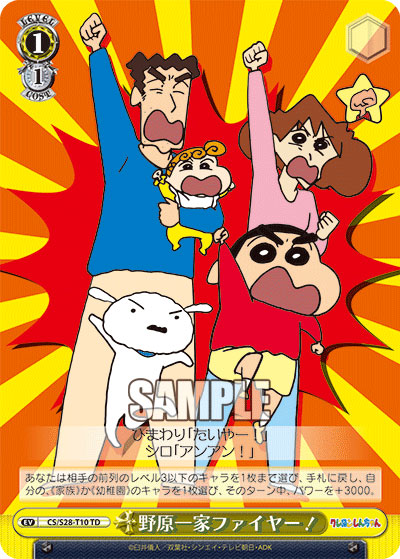 LEVEL
1
1
COST
SAMPLE
ひまわり「たいやー!」
シロ「アンアン!」
あなたは相手の前列のレベル3以下のキャラを1枚まで選び、手札に戻し、自
分の、《家族》か《幼稚園》のキャラを1枚選び、そのターン中、パワーを+3000。
EV
CS/S28-T10 TD
野原一家ファイヤー!
クレヨンしんちゃん
©臼井儀人/双葉社・シンエイ・テレビ朝日・ADK